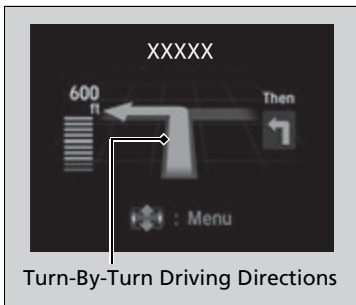 XXXXX
600
ft
Then
: Menu
Turn-By-Turn Driving Directions